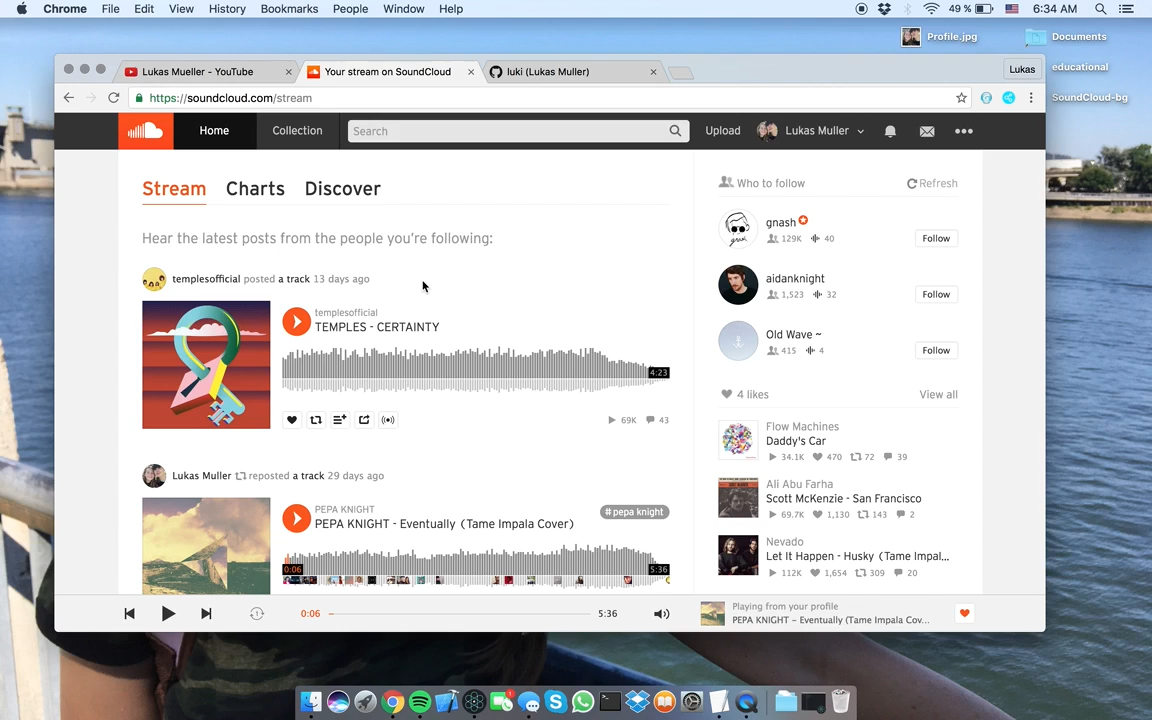 Chrome File Edit View History Bookmarks People Window Help 49 % 6:34 AM
Profile.jpg Documents
educational
SoundCloud-bg
Lukas Mueller - YouTube Your stream on SoundCloud luki (Lukas Muller) Lukas
https://soundcloud.com/stream
Home Collection Search Upload Lukas Muller
Stream Charts Discover
Hear the latest posts from the people you're following:
templesofficial posted a track 13 days ago
templesofficial
TEMPLES - CERTAINTY
4:23
69K 43
Lukas Muller reposted a track 29 days ago
PEPA KNIGHT
PEPA KNIGHT - Eventually (Tame Impala Cover)
# pepa knight
0:06 5:36
Who to follow Refresh
gnash
129K 40
Follow
aidanknight
1,523 32
Follow
Old Wave ~
415 4
Follow
4 likes View all
Flow Machines
Daddy's Car
34.1K 470 72 39
Ali Abu Farha
Scott McKenzie - San Francisco
69.7K 1,130 143 2
Nevado
Let It Happen - Husky (Tame Impal...
112K 1,654 309 20
1 0:06 5:36
Playing from your profile
PEPA KNIGHT - Eventually (Tame Impala Cov...